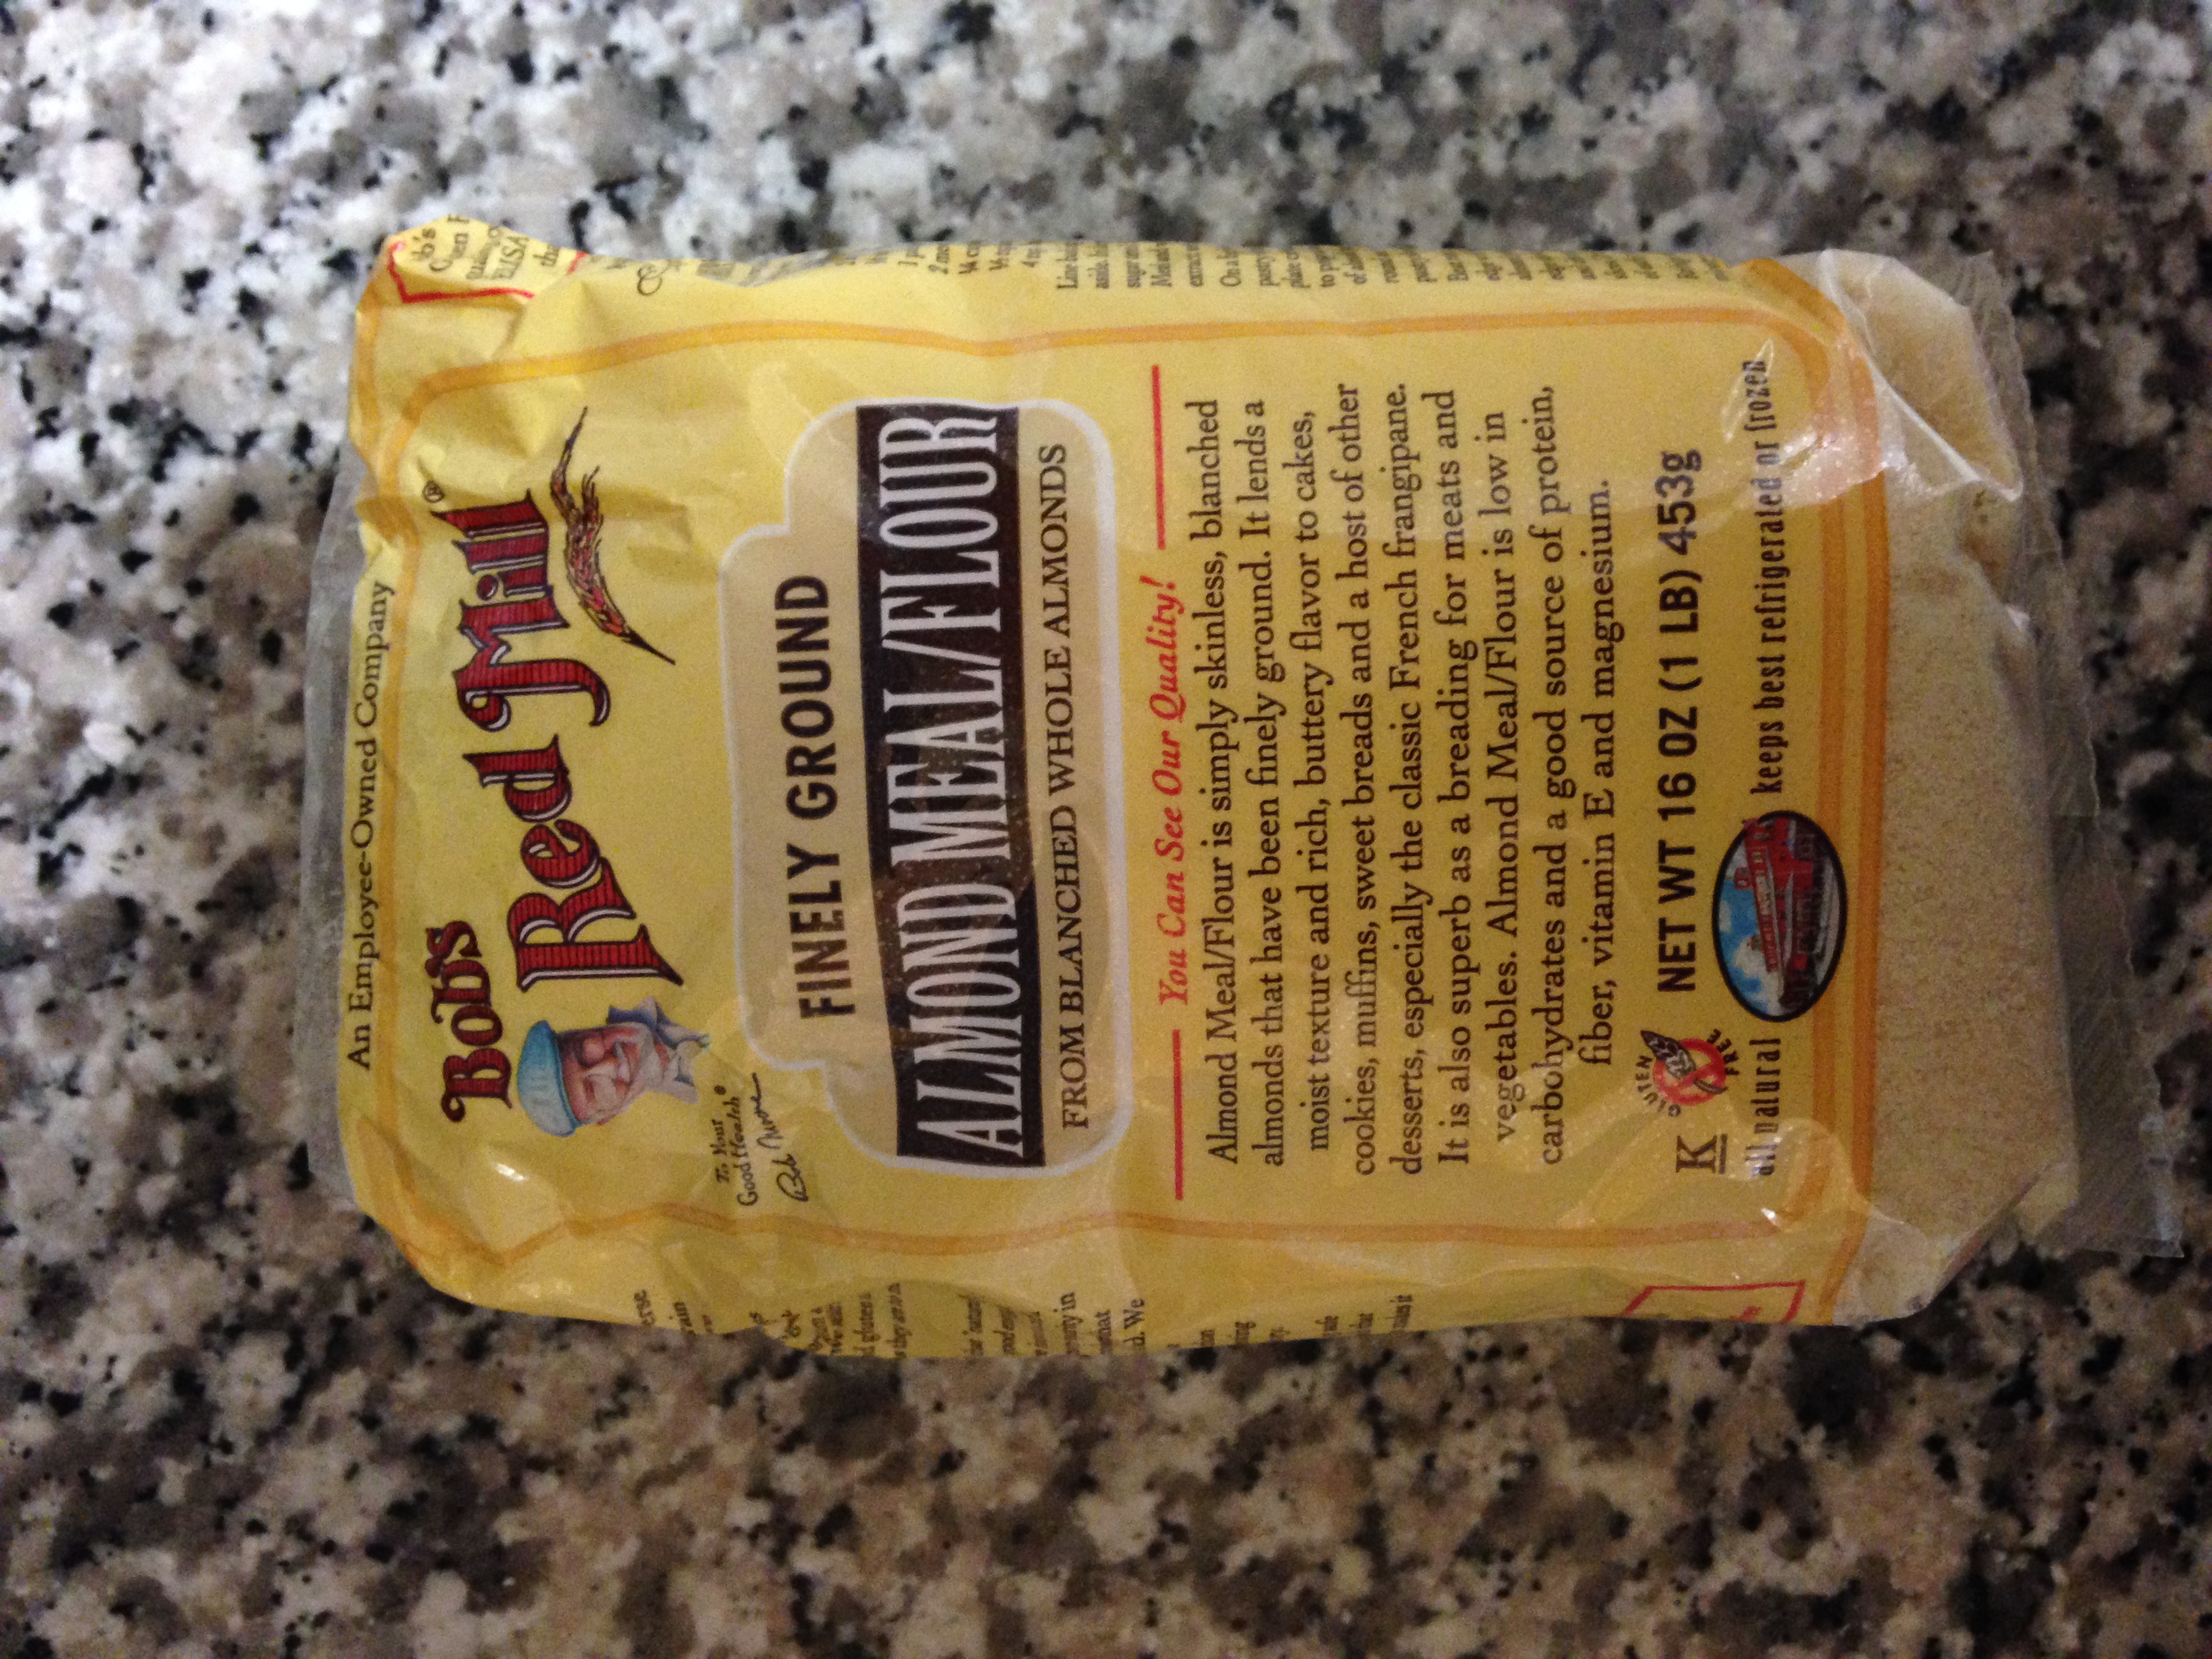 An Employee-Owned Company
Bob's
Red Mill®
To Your
Good Health®
Bob Moore
FINELY GROUND
ALMOND MEAL/FLOUR
FROM BLANCHED WHOLE ALMONDS
You Can See Our Quality!
Almond Meal/Flour is simply skinless, blanched
almonds that have been finely ground. It lends a
moist texture and rich, buttery flavor to cakes,
cookies, muffins, sweet breads and a host of other
desserts, especially the classic French frangipane.
It is also superb as a breading for meats and
vegetables. Almond Meal/Flour is low in
carbohydrates and a good source of protein,
fiber, vitamin E and magnesium.
K
GLUTEN
FREE
NET WT 16 OZ (1 LB) 453g
all natural
keeps best refrigerated or frozen